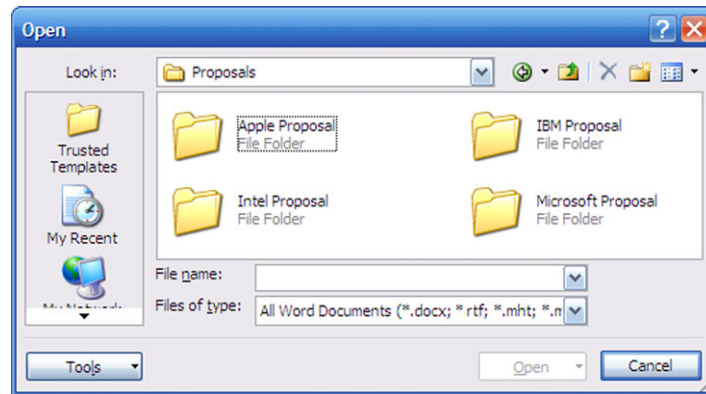 Open
Look in:
Proposals
Trusted
Templates
My Recent
Apple Proposal
File Folder
IBM Proposal
File Folder
Intel Proposal
File Folder
Microsoft Proposal
File Folder
File name:
Files of type:
All Word Documents (*.docx; *.rtf; *.mht; *.m
Tools
Open
Cancel